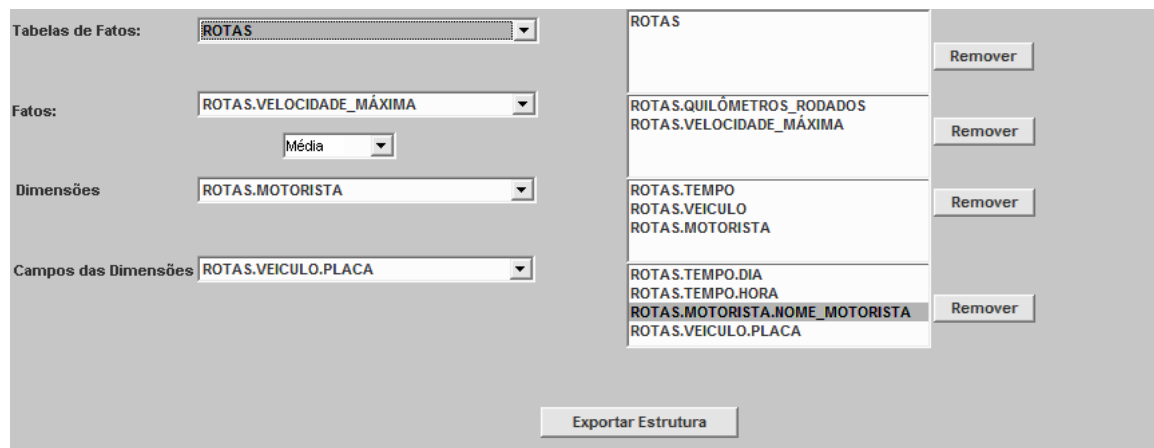 Tabelas de Fatos:
ROTAS
ROTAS
Remover
Fatos:
ROTAS.VELOCIDADE_MÁXIMA
Média
ROTAS.QUILÔMETROS_RODADOS
ROTAS.VELOCIDADE_MÁXIMA
Remover
Dimensões
ROTAS.MOTORISTA
ROTAS.TEMPO
ROTAS.VEICULO
ROTAS.MOTORISTA
Remover
Campos das Dimensões
ROTAS.VEICULO.PLACA
ROTAS.TEMPO.DIA
ROTAS.TEMPO.HORA
ROTAS.MOTORISTA.NOME_MOTORISTA
ROTAS.VEICULO.PLACA
Remover
Exportar Estrutura